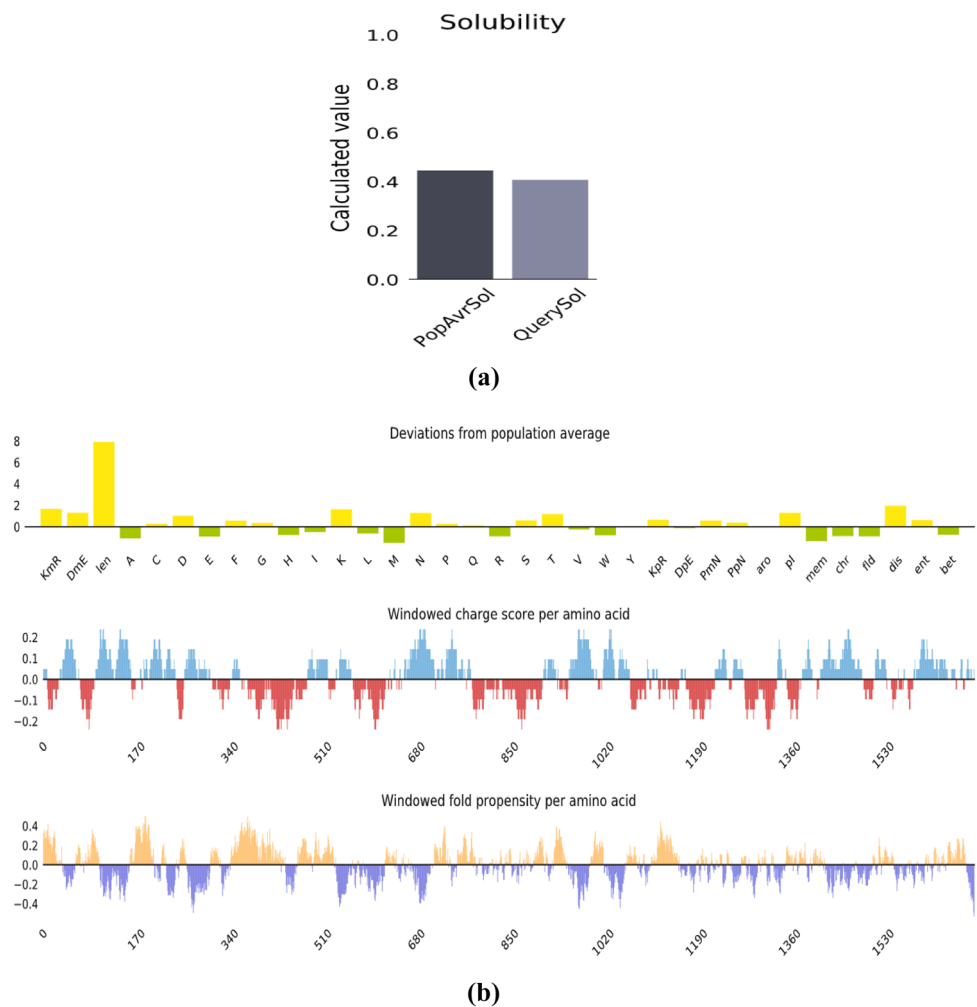 Solubility
1.0
0.8
0.6
0.4
0.2
0.0
Calculated value
PopAvrSol QuerySol
(a)
Deviations from population average
8
6
4
2
0
KmR DmE len A C D E F G H I K L M N P Q R S T V W Y KpR DpE PmN PpN aro pI mem chr fld dis ent bet
Windowed charge score per amino acid
0.2
0.1
0.0
−0.1
−0.2
0 170 340 510 680 850 1020 1190 1360 1530
Windowed fold propensity per amino acid
0.4
0.2
0.0
−0.2
−0.4
0 170 340 510 680 850 1020 1190 1360 1530
(b)